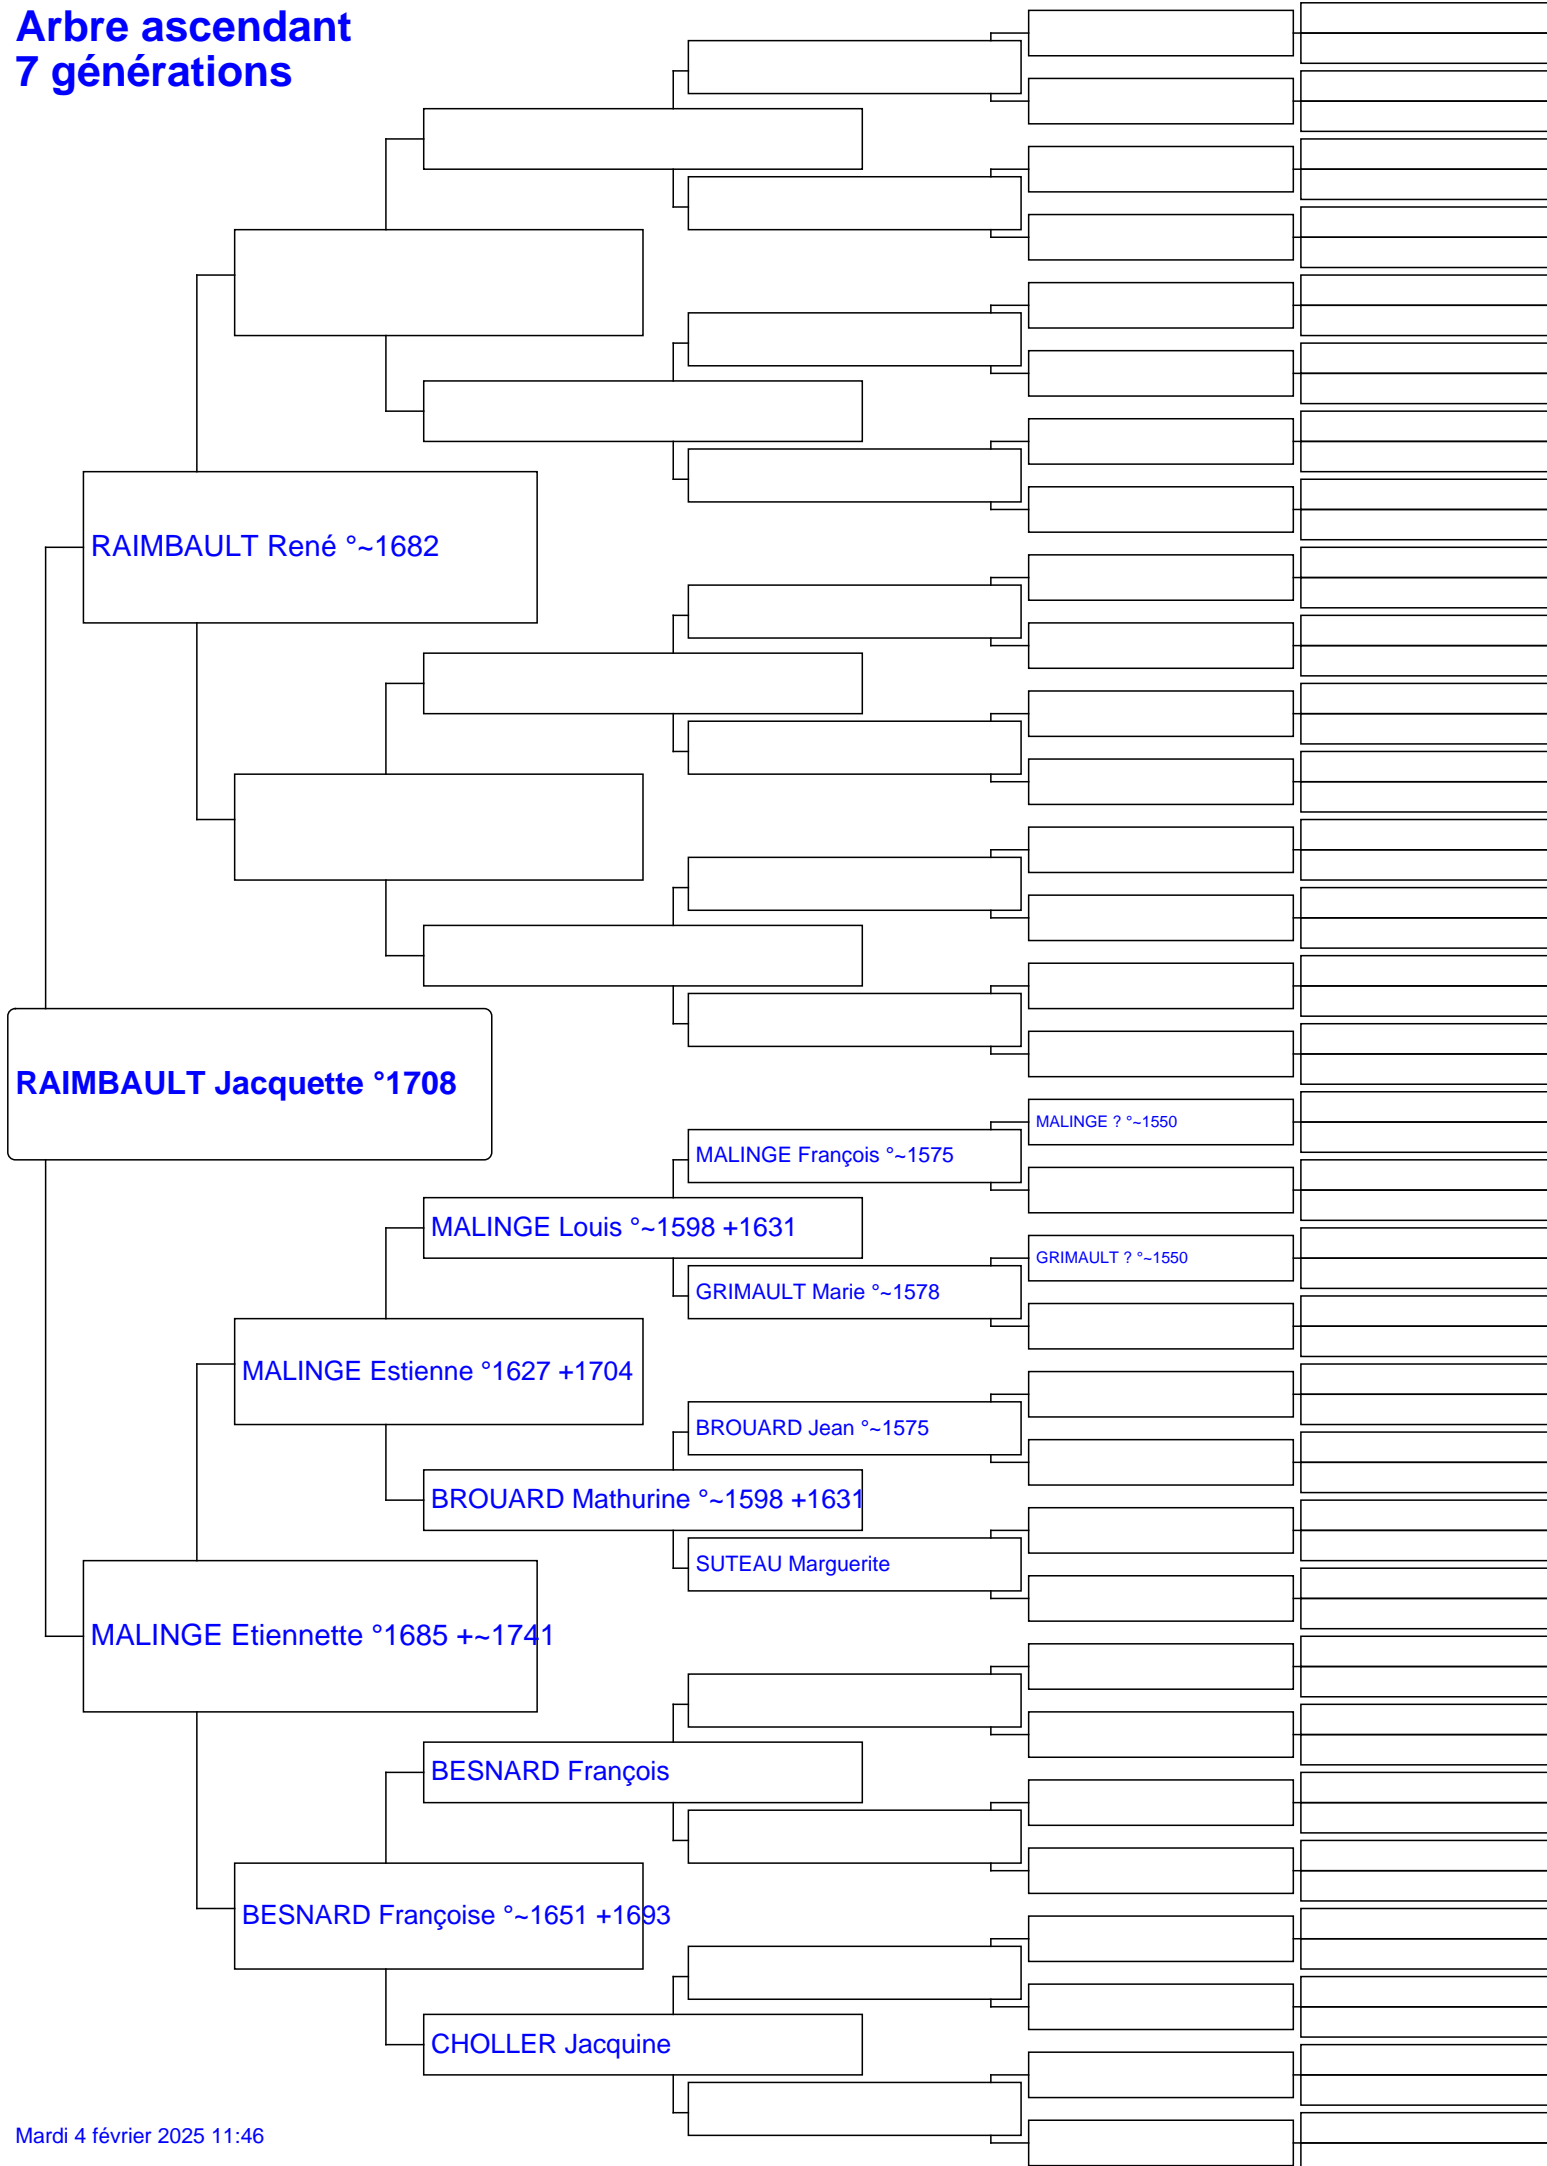 Arbre ascendant
7 générations
RAIMBAULT René °~1682
RAIMBAULT Jacquette °1708
MALINGE ? °~1550
MALINGE François °~1575
MALINGE Louis °~1598 +1631
GRIMAULT ? °~1550
GRIMAULT Marie °~1578
MALINGE Estienne °1627 +1704
BROUARD Jean °~1575
BROUARD Mathurine °~1598 +1631
SUTEAU Marguerite
MALINGE Etiennette °1685 +~1741
BESNARD François
BESNARD Françoise °~1651 +1693
CHOLLER Jacquine
Mardi 4 février 2025 11:46